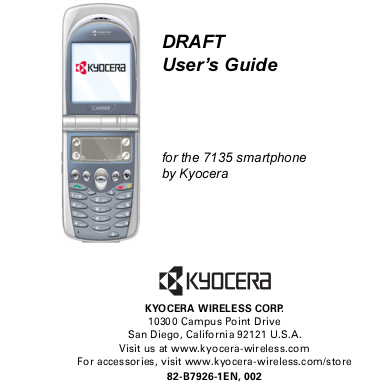 DRAFT
User's Guide
KYOCERA
for the 7135 smartphone
by Kyocera
KYOCERA
KYOCERA WIRELESS CORP.
10300 Campus Point Drive
San Diego, California 92121 U.S.A.
Visit us at www.kyocera-wireless.com
For accessories, visit www.kyocera-wireless.com/store
82-B7926-1EN, 002